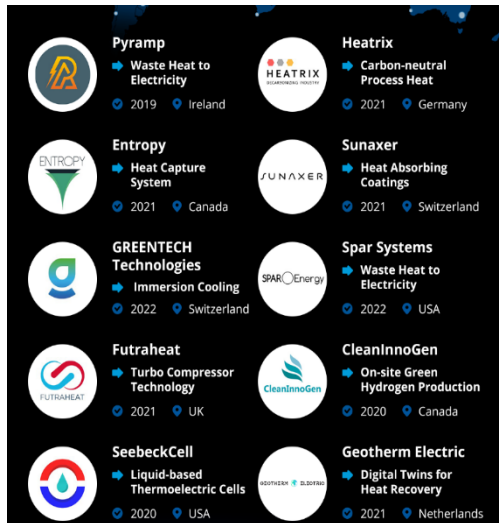 Pyramp
Waste Heat to
Electricity
2019 Ireland
Heatrix
HEATRIX
DECARBONIZING INDUSTRY
Carbon-neutral
Process Heat
2021 Germany
Entropy
ENTROPY
Heat Capture
System
2021 Canada
Sunaxer
SUNAXER
Heat Absorbing
Coatings
2021 Switzerland
GREENTECH
Technologies
Immersion Cooling
2022 Switzerland
Spar Systems
SPAR Energy
Waste Heat to
Electricity
2022 USA
Futraheat
FUTRAHEAT
Turbo Compressor
Technology
2021 UK
CleanInnoGen
CleanInnoGen
On-site Green
Hydrogen Production
2020 Canada
SeebeckCell
Liquid-based
Thermoelectric Cells
2020 USA
Geotherm Electric
GEOTHERM ELECTRIC
Digital Twins for
Heat Recovery
2021 Netherlands